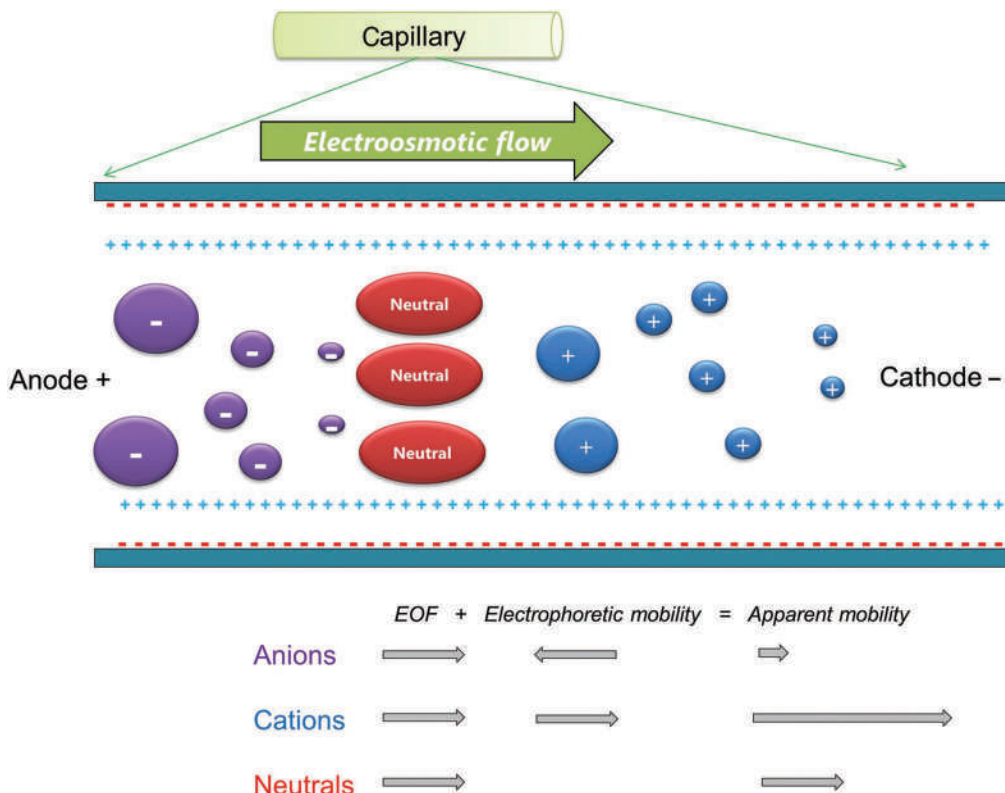 Capillary
Electroosmotic flow
- - - - - - - - - - - - - - - - - - - - - - - - - - - - - - - - - - - - - - - - - - - - - - - - - -
+++++++++++++++++++++++++++++++++++++++++++++++++++++++
Neutral
- - - + + + +
Anode + - - Neutral + + + Cathode –
- - - Neutral + +
+++++++++++++++++++++++++++++++++++++++++++++++++++++++
- - - - - - - - - - - - - - - - - - - - - - - - - - - - - - - - - - - - - - - - - - - - - - - - - -
EOF + Electrophoretic mobility = Apparent mobility
Anions
Cations
Neutrals